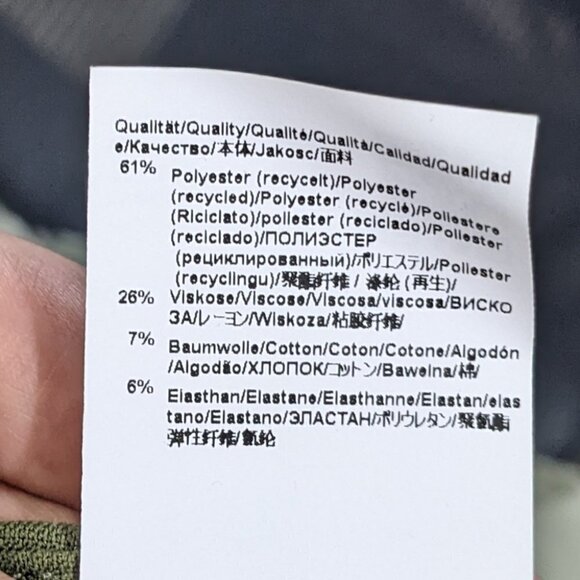 Qualität/Quality/Qualité/Qualità/Calidad/Qualidad
e/Качество/本体/Jakosc/面料
61% Polyester (recycelt)/Polyester
(recycled)/Polyester (recyclé)/Poliestere
(Riciclato)/poliester (reciclado)/Poliester
(reciclado)/ПОЛИЭСТЕР
(рециклированный)/ポリエステル/Poliester
(recyclingu)/聚酯纤维 / 涤纶 (再生)/
26% Viskose/Viscose/Viscosa/viscosa/ВИСКО
ЗА/レーヨン/Wiskoza/粘胶纤维/
7% Baumwolle/Cotton/Coton/Cotone/Algodón
/Algodão/ХЛОПОК/コットン/Bawelna/棉/
6% Elasthan/Elastane/Elasthanne/Elastan/elas
tano/Elastano/ЭЛАСТАН/ポリウレタン/聚氨酯
弹性纤维/氨纶